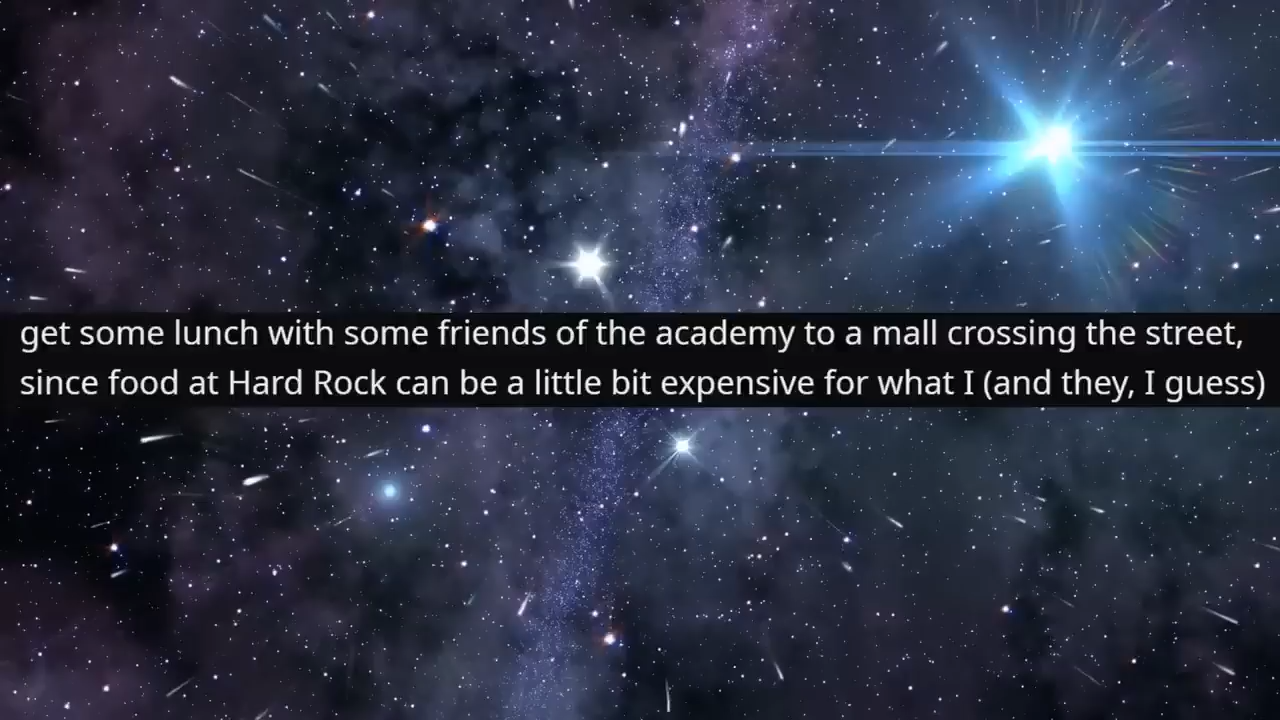 get some lunch with some friends of the academy to a mall crossing the street,
since food at Hard Rock can be a little bit expensive for what I (and they, I guess)